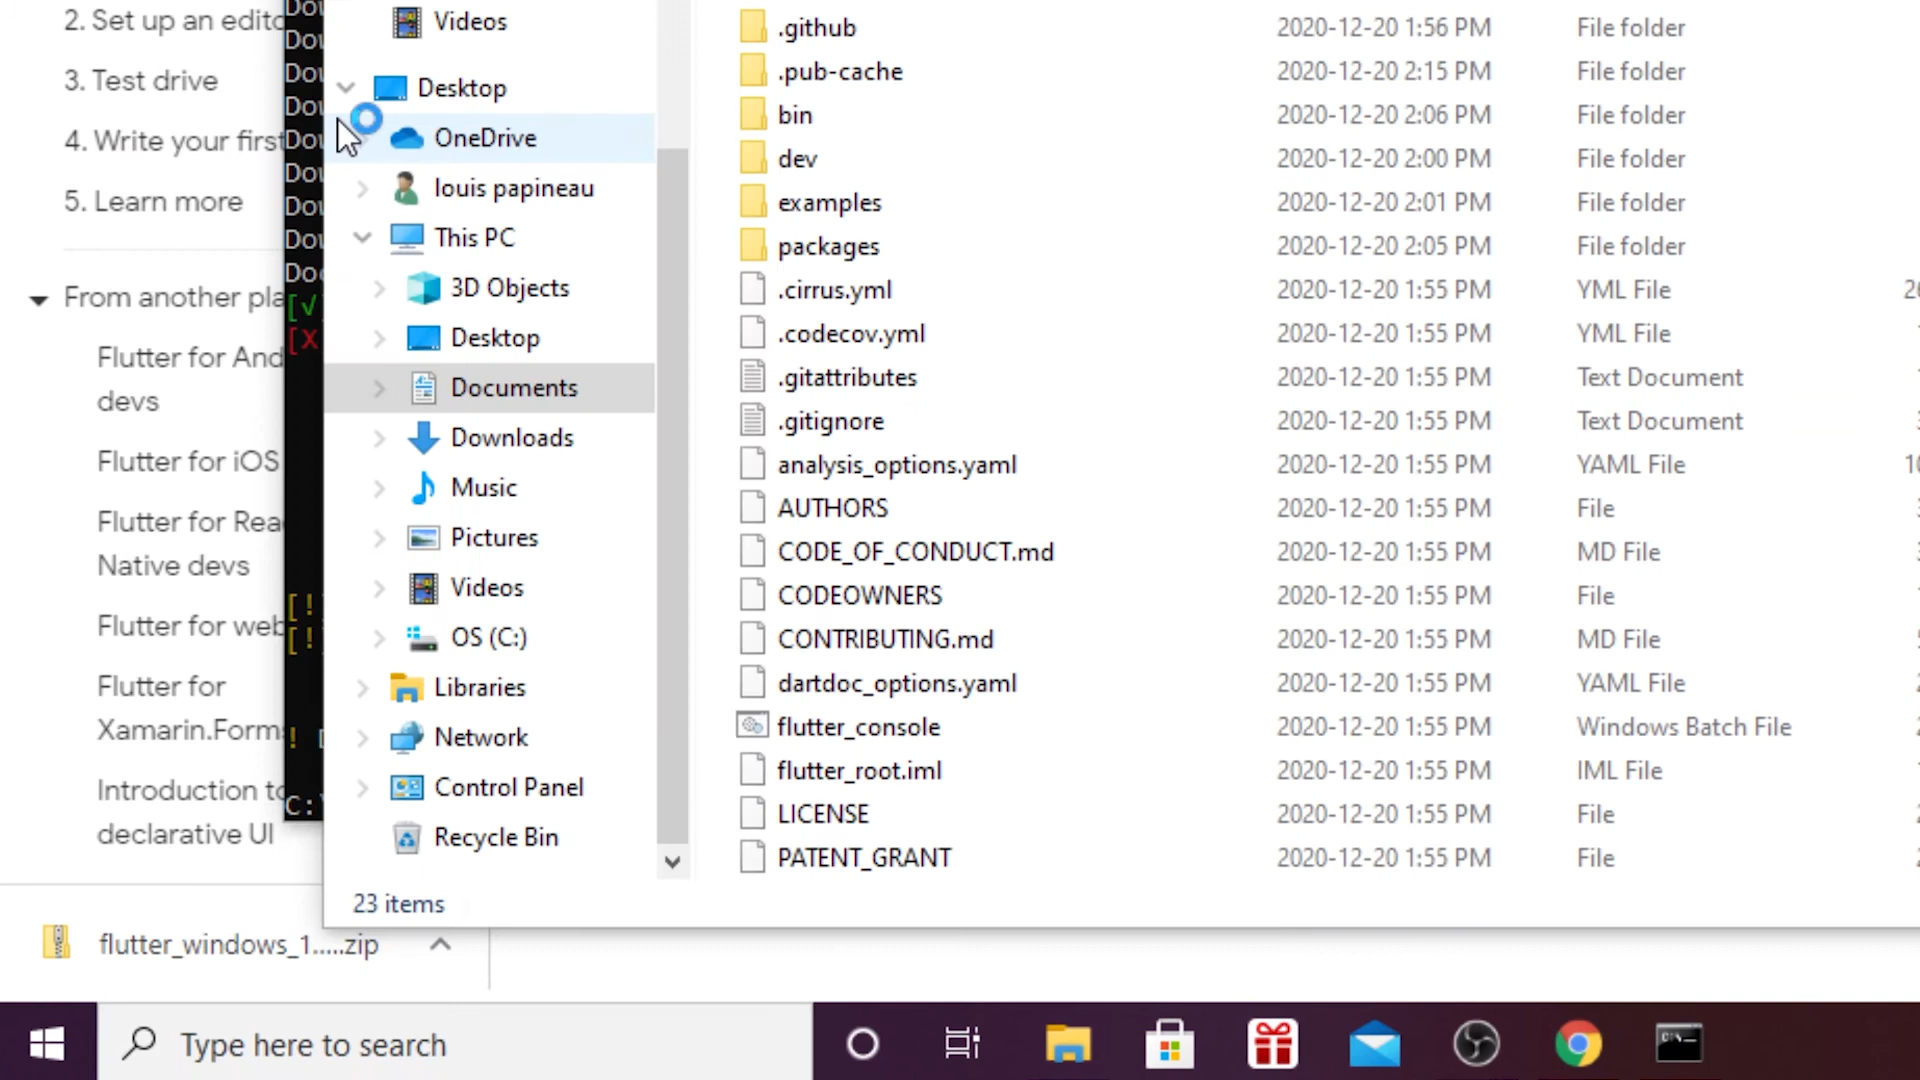 2. Set up an edito
3. Test drive
4. Write your first
5. Learn more
From another pla
Flutter for And
devs
Flutter for iOS
Flutter for Rea
Native devs
Flutter for web
Flutter for
Xamarin.Forms
Introduction to
declarative UI
Dow
Dow
Dow
Dow
Dow
Dow
Dow
Dow
Doc
[√
[X
[!
[!
! D
C:\
Videos
Desktop
OneDrive
louis papineau
This PC
3D Objects
Desktop
Documents
Downloads
Music
Pictures
Videos
OS (C:)
Libraries
Network
Control Panel
Recycle Bin
.github 2020-12-20 1:56 PM File folder
.pub-cache 2020-12-20 2:15 PM File folder
bin 2020-12-20 2:06 PM File folder
dev 2020-12-20 2:00 PM File folder
examples 2020-12-20 2:01 PM File folder
packages 2020-12-20 2:05 PM File folder
.cirrus.yml 2020-12-20 1:55 PM YML File
.codecov.yml 2020-12-20 1:55 PM YML File
.gitattributes 2020-12-20 1:55 PM Text Document
.gitignore 2020-12-20 1:55 PM Text Document
analysis_options.yaml 2020-12-20 1:55 PM YAML File
AUTHORS 2020-12-20 1:55 PM File
CODE_OF_CONDUCT.md 2020-12-20 1:55 PM MD File
CODEOWNERS 2020-12-20 1:55 PM File
CONTRIBUTING.md 2020-12-20 1:55 PM MD File
dartdoc_options.yaml 2020-12-20 1:55 PM YAML File
flutter_console 2020-12-20 1:55 PM Windows Batch File
flutter_root.iml 2020-12-20 1:55 PM IML File
LICENSE 2020-12-20 1:55 PM File
PATENT_GRANT 2020-12-20 1:55 PM File
23 items
flutter_windows_1.....zip
Type here to search